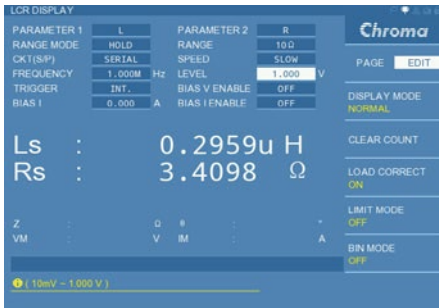 LCR DISPLAY
PARAMETER 1 L PARAMETER 2 R
RANGE MODE HOLD RANGE 10 Ω
CKT(S/P) SERIAL SPEED SLOW
FREQUENCY 1.000M Hz LEVEL 1.000 V
TRIGGER INT. BIAS V ENABLE OFF
BIAS I 0.000 A BIAS I ENABLE OFF
Ls : 0.2959u H
Rs : 3.4098 Ω
Z : Ω θ : °
VM : V IM : A
( 10mV ~ 1.000 V )
Chroma
PAGE EDIT
DISPLAY MODE
NORMAL
CLEAR COUNT
LOAD CORRECT
ON
LIMIT MODE
OFF
BIN MODE
OFF